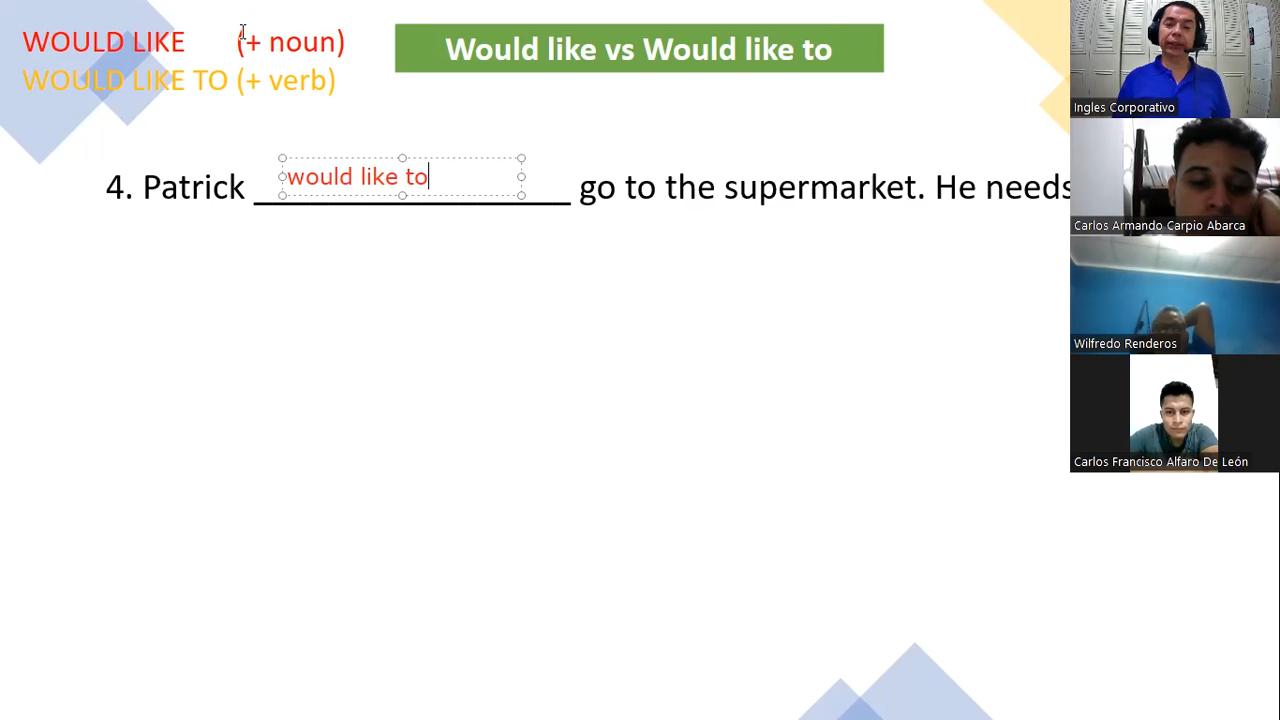 WOULD LIKE (+ noun)
WOULD LIKE TO (+ verb)
Would like vs Would like to
4. Patrick would like to go to the supermarket. He needs
Ingles Corporativo
Carlos Armando Carpio Abarca
Wilfredo Renderos
Carlos Francisco Alfaro De León